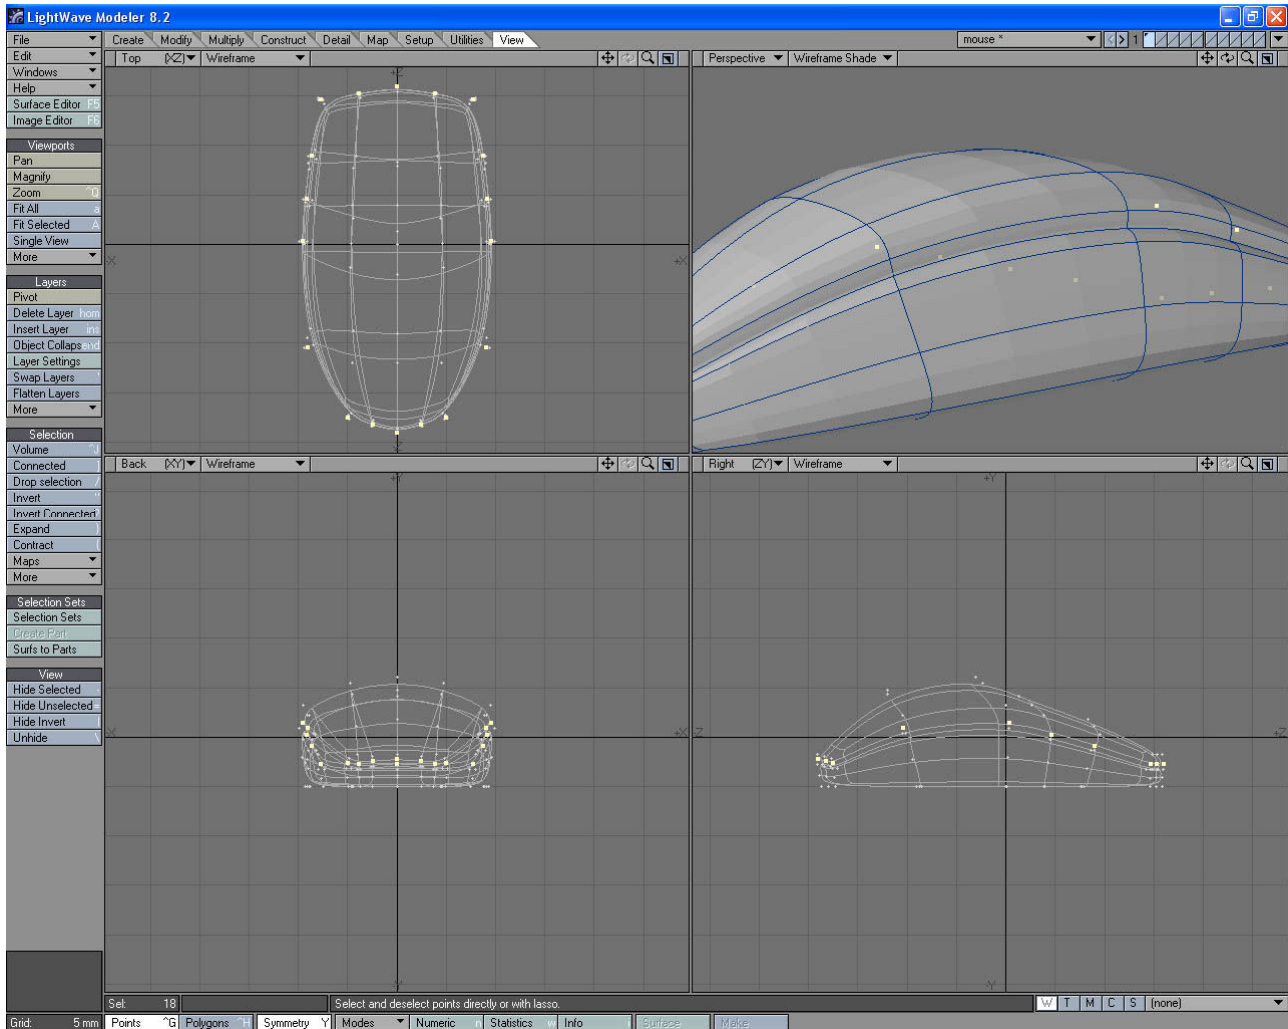 LightWave Modeler 8.2
File
Edit
Windows
Help
Surface Editor F5
Image Editor F6
Create Modify Multiply Construct Detail Map Setup Utilities View
mouse * 1
Top (XZ) Wireframe
Perspective Wireframe Shade
Viewports
Pan
Magnify
Zoom ^Q
Fit All a
Fit Selected A
Single View
More
Layers
Pivot
Delete Layer hom
Insert Layer ins
Object Collaps end
Layer Settings
Swap Layers
Flatten Layers
More
Selection
Volume ^J
Connected ]
Drop selection /
Invert "
Invert Connected
Expand }
Contract {
Maps
More
Selection Sets
Selection Sets
Create Part
Surfs to Parts
View
Hide Selected -
Hide Unselected =
Hide Invert |
Unhide \
Back (XY) Wireframe
Right (ZY) Wireframe
+Z
-X
+X
-Z
+Y
-X
+X
-Y
+Y
-Z
+Z
-Y
Sel: 18
Select and deselect points directly or with lasso.
W T M C S (none)
Grid: 5 mm
Points ^G Polygons ^H Symmetry Y Modes Numeric n Statistics w Info i Surface Make